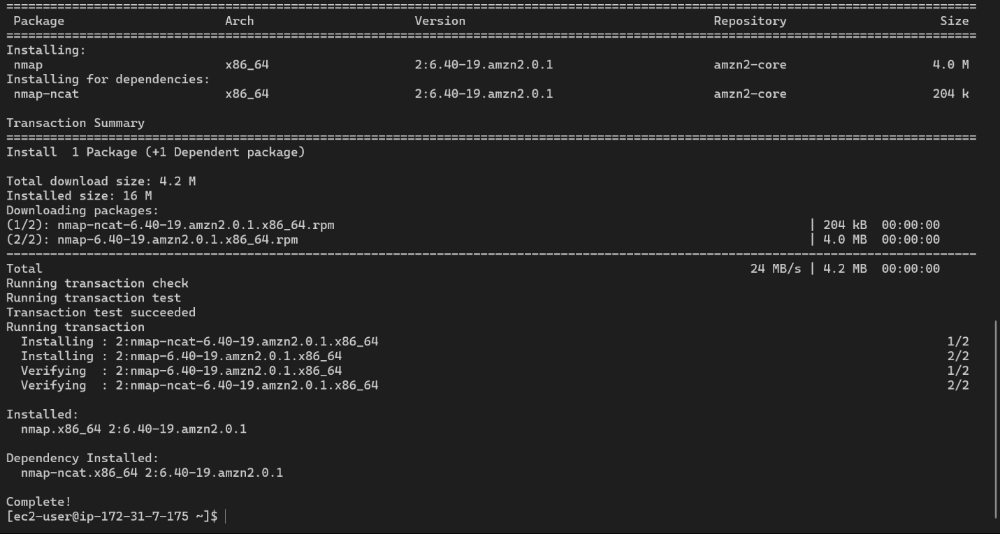 ================================================================================
Package Arch Version Repository Size
================================================================================
Installing:
nmap x86_64 2:6.40-19.amzn2.0.1 amzn2-core 4.0 M
Installing for dependencies:
nmap-ncat x86_64 2:6.40-19.amzn2.0.1 amzn2-core 204 k
Transaction Summary
================================================================================
Install 1 Package (+1 Dependent package)
Total download size: 4.2 M
Installed size: 16 M
Downloading packages:
(1/2): nmap-ncat-6.40-19.amzn2.0.1.x86_64.rpm | 204 kB 00:00:00
(2/2): nmap-6.40-19.amzn2.0.1.x86_64.rpm | 4.0 MB 00:00:00
--------------------------------------------------------------------------------
Total 24 MB/s | 4.2 MB 00:00:00
Running transaction check
Running transaction test
Transaction test succeeded
Running transaction
Installing : 2:nmap-ncat-6.40-19.amzn2.0.1.x86_64 1/2
Installing : 2:nmap-6.40-19.amzn2.0.1.x86_64 2/2
Verifying : 2:nmap-6.40-19.amzn2.0.1.x86_64 1/2
Verifying : 2:nmap-ncat-6.40-19.amzn2.0.1.x86_64 2/2
Installed:
nmap.x86_64 2:6.40-19.amzn2.0.1
Dependency Installed:
nmap-ncat.x86_64 2:6.40-19.amzn2.0.1
Complete!
[ec2-user@ip-172-31-7-175 ~]$